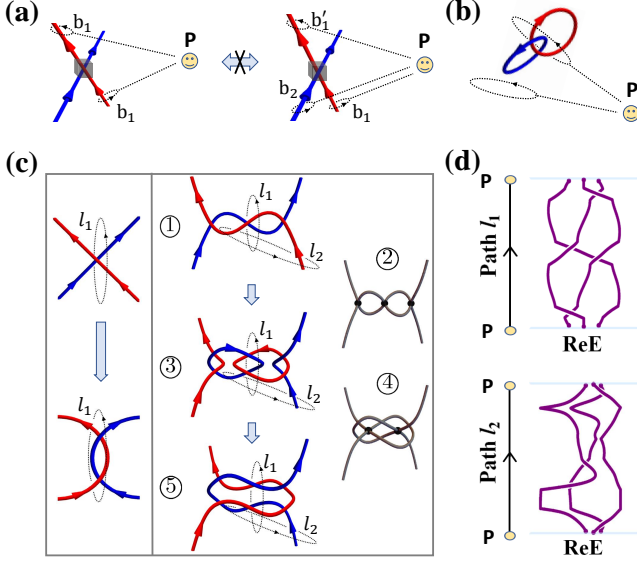 (a)
b₁
P
b₁
b₁′
P
b₂
b₁
(b)
P
(c)
l₁
l₁
①
l₁
l₂
②
③
l₁
l₂
④
⑤
l₁
l₂
(d)
P
Path l₁
P
ReE
P
Path l₂
P
ReE